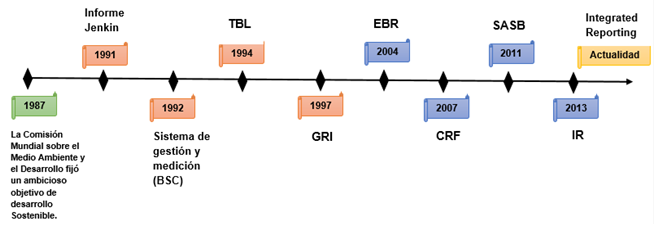 Informe
Jenkin
1991
TBL
1994
EBR
2004
SASB
2011
Integrated
Reporting
Actualidad
1987
La Comisión
Mundial sobre el
Medio Ambiente y
el Desarrollo fijó
un ambicioso
objetivo de
desarrollo
Sostenible.
1992
Sistema de
gestión y
medición
(BSC)
1997
GRI
2007
CRF
2013
IR